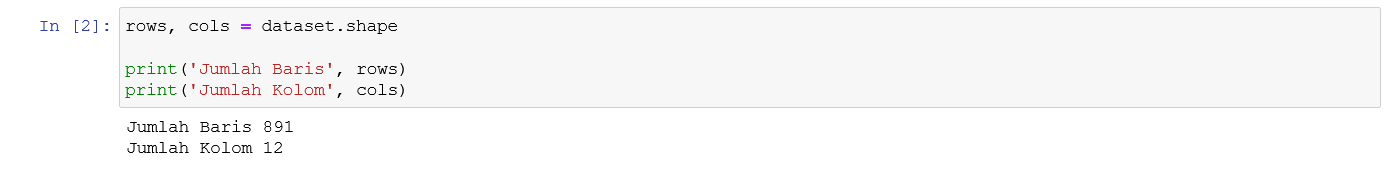 In [2]: rows, cols = dataset.shape
print('Jumlah Baris', rows)
print('Jumlah Kolom', cols)
Jumlah Baris 891
Jumlah Kolom 12